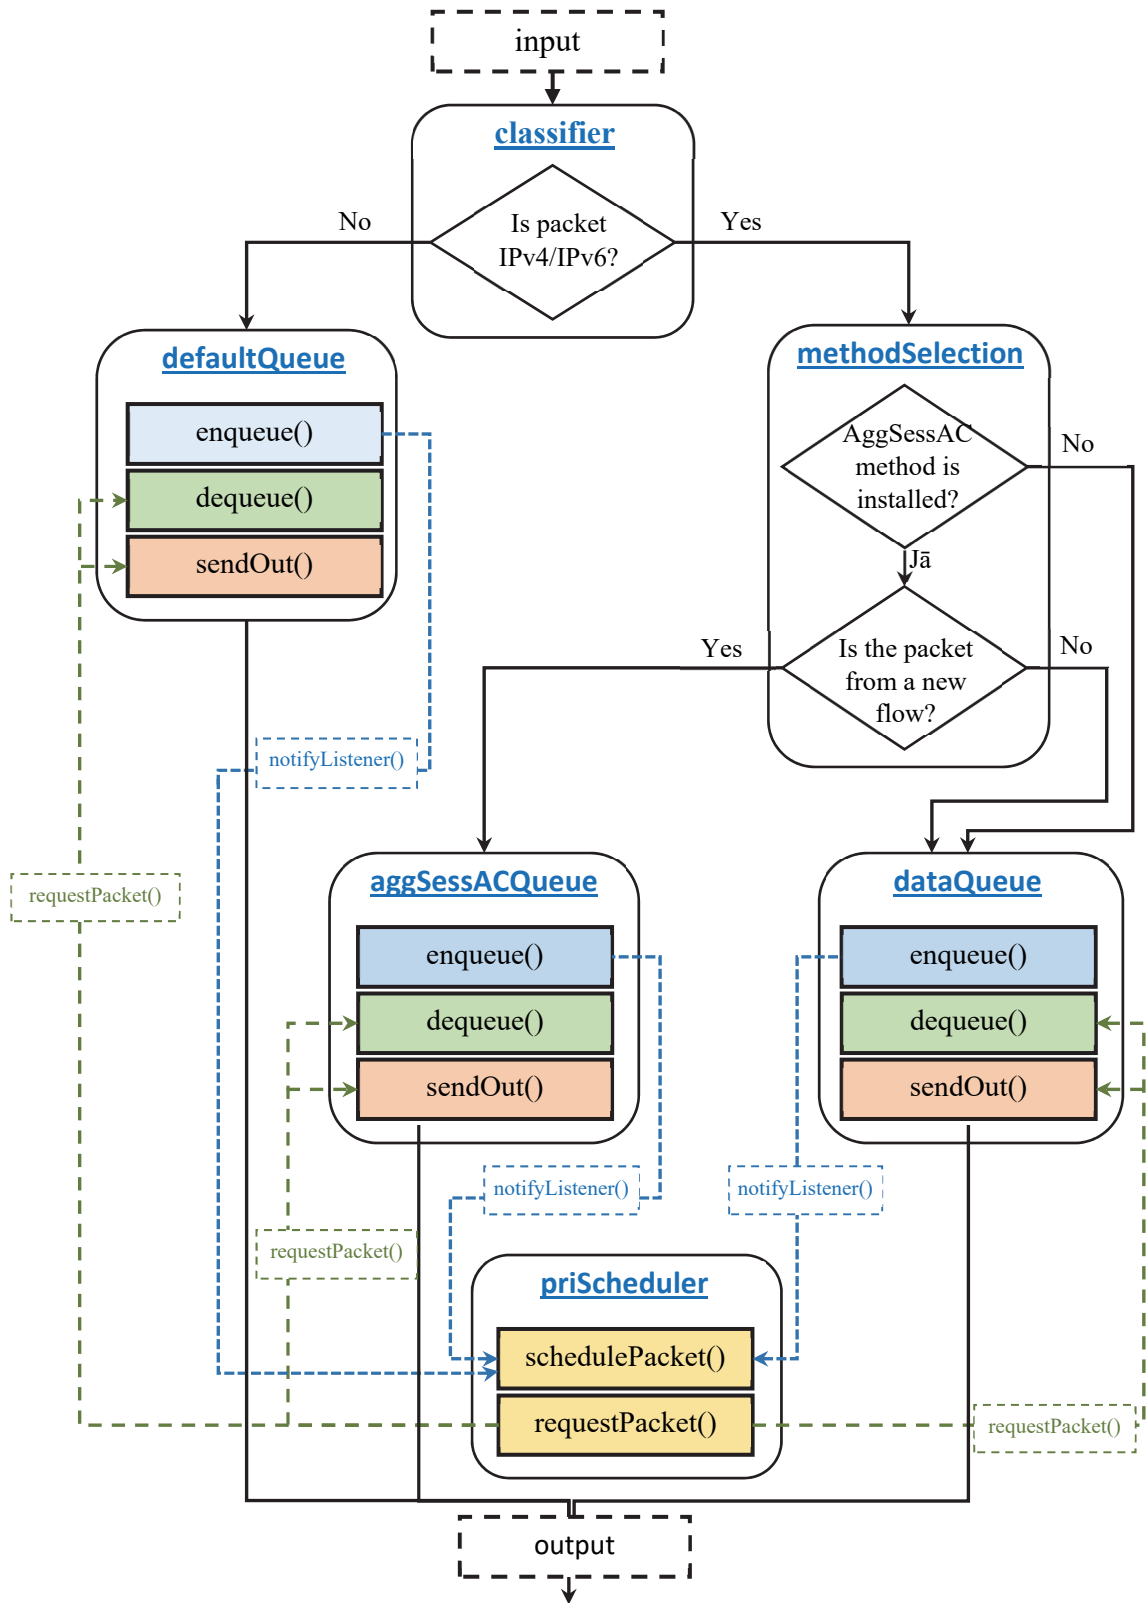 input
classifier
Is packet
IPv4/IPv6?
No
Yes
defaultQueue
enqueue()
dequeue()
sendOut()
methodSelection
AggSessAC
method is
installed?
No
Jā
Is the packet
from a new
flow?
Yes
No
notifyListener()
requestPacket()
aggSessACQueue
enqueue()
dequeue()
sendOut()
dataQueue
enqueue()
dequeue()
sendOut()
notifyListener()
notifyListener()
requestPacket()
priScheduler
schedulePacket()
requestPacket()
requestPacket()
output